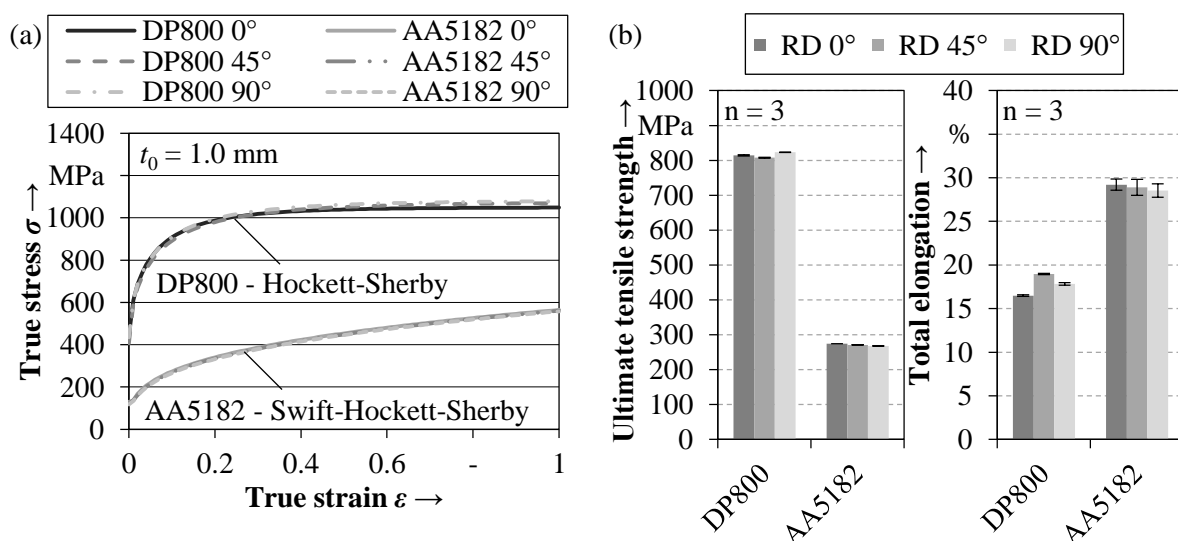 (a)
DP800 0°
AA5182 0°
DP800 45°
AA5182 45°
DP800 90°
AA5182 90°
True stress σ →
1400
MPa
1000
800
600
400
200
0
t0 = 1.0 mm
DP800 - Hockett-Sherby
AA5182 - Swift-Hockett-Sherby
0
0.2
0.4
0.6
-
1
True strain ε →
(b)
RD 0°
RD 45°
RD 90°
Ultimate tensile strength →
1000
MPa
800
700
600
500
400
300
200
100
0
n = 3
DP800
AA5182
Total elongation →
40
%
30
25
20
15
10
5
0
n = 3
DP800
AA5182